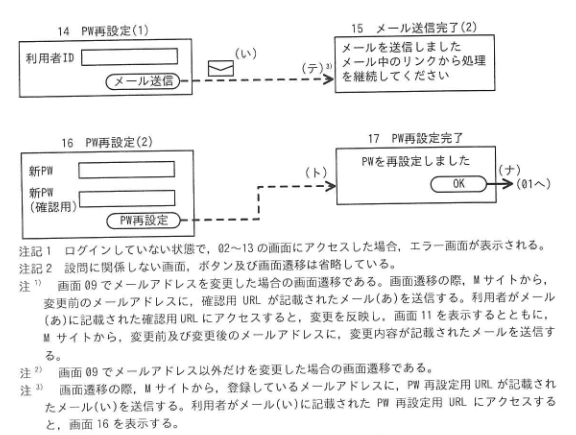 14 PW再設定(1)
利用者ID
メール送信
(い)
(テ)3)
15 メール送信完了(2)
メールを送信しました
メール中のリンクから処理
を継続してください
16 PW再設定(2)
新PW
新PW
(確認用)
PW再設定
(ト)
17 PW再設定完了
PWを再設定しました
OK
(ナ)
(01へ)
注記1 ログインしていない状態で，02～13の画面にアクセスした場合，エラー画面が表示される。
注記2 設問に関係しない画面，ボタン及び画面遷移は省略している。
注1) 画面09でメールアドレスを変更した場合の画面遷移である。画面遷移の際，Mサイトから，
変更前のメールアドレスに，確認用URLが記載されたメール(あ)を送信する。利用者がメール
(あ)に記載された確認用URLにアクセスすると，変更を反映し，画面11を表示するとともに，
Mサイトから，変更前及び変更後のメールアドレスに，変更内容が記載されたメールを送信す
る。
注2) 画面09でメールアドレス以外だけを変更した場合の画面遷移である。
注3) 画面遷移の際，Mサイトから，登録しているメールアドレスに，PW再設定用URLが記載され
たメール(い)を送信する。利用者がメール(い)に記載されたPW再設定用URLにアクセスする
と，画面16を表示する。